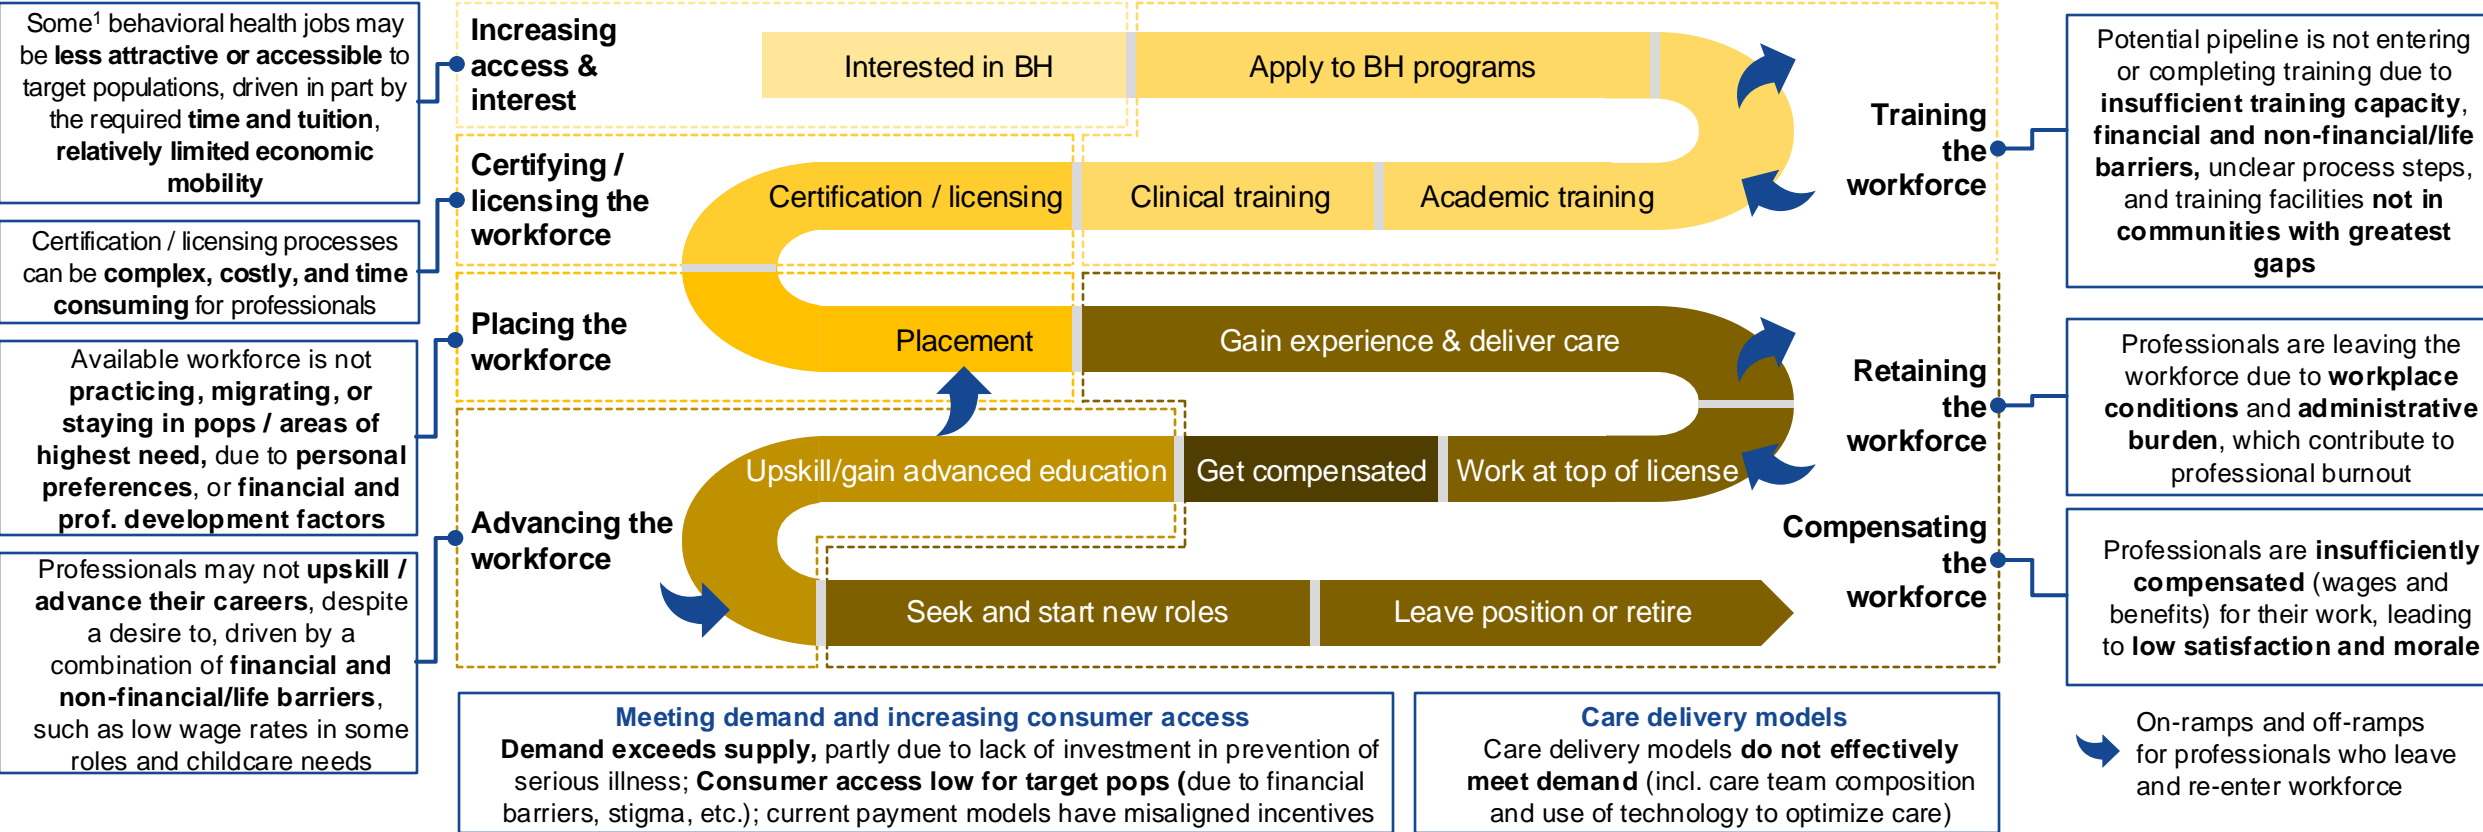 Some¹ behavioral health jobs may
be less attractive or accessible to
target populations, driven in part by
the required time and tuition,
relatively limited economic
mobility
Certification / licensing processes
can be complex, costly, and time
consuming for professionals
Available workforce is not
practicing, migrating, or
staying in pops / areas of
highest need, due to personal
preferences, or financial and
prof. development factors
Professionals may not upskill /
advance their careers, despite
a desire to, driven by a
combination of financial and
non-financial/life barriers,
such as low wage rates in some
roles and childcare needs
Increasing
access &
interest
Interested in BH
Apply to BH programs
Training
the
workforce
Certifying /
licensing the
workforce
Certification / licensing
Clinical training
Academic training
Placing the
workforce
Placement
Gain experience & deliver care
Retaining
the
workforce
Upskill/gain advanced education
Get compensated
Work at top of license
Advancing the
workforce
Compensating
the
workforce
Seek and start new roles
Leave position or retire
Potential pipeline is not entering
or completing training due to
insufficient training capacity,
financial and non-financial/life
barriers, unclear process steps,
and training facilities not in
communities with greatest
gaps
Professionals are leaving the
workforce due to workplace
conditions and administrative
burden, which contribute to
professional burnout
Professionals are insufficiently
compensated (wages and
benefits) for their work, leading
to low satisfaction and morale
Meeting demand and increasing consumer access
Demand exceeds supply, partly due to lack of investment in prevention of
serious illness; Consumer access low for target pops (due to financial
barriers, stigma, etc.); current payment models have misaligned incentives
Care delivery models
Care delivery models do not effectively
meet demand (incl. care team composition
and use of technology to optimize care)
On-ramps and off-ramps
for professionals who leave
and re-enter workforce